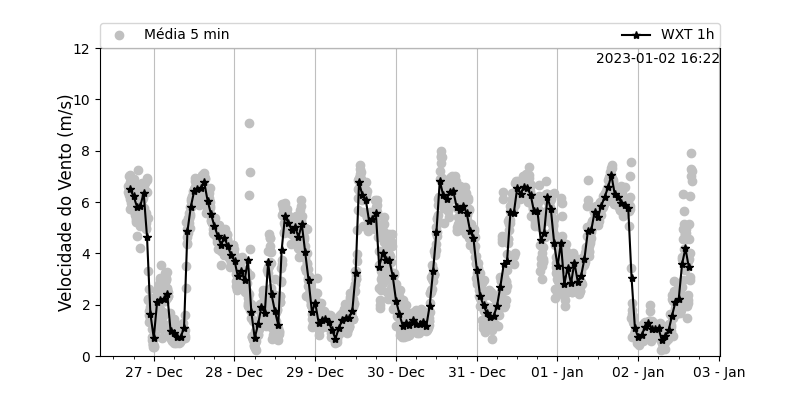 Média 5 min
WXT 1h
2023-01-02 16:22
Velocidade do Vento (m/s)
12
10
8
6
4
2
0
27 - Dec
28 - Dec
29 - Dec
30 - Dec
31 - Dec
01 - Jan
02 - Jan
03 - Jan